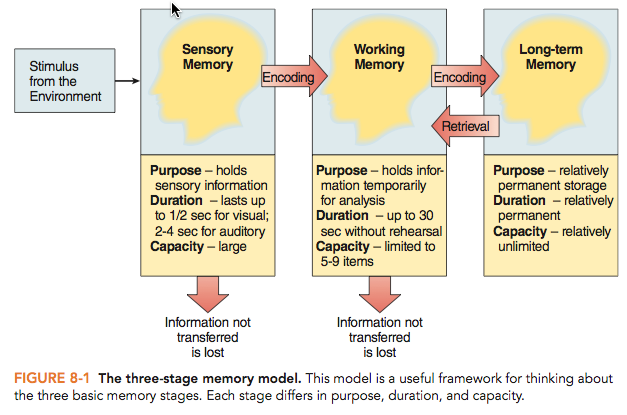 Stimulus
from the
Environment
Sensory
Memory
Encoding
Working
Memory
Encoding
Retrieval
Long-term
Memory
Purpose – holds
sensory information
Duration – lasts up
to 1/2 sec for visual;
2-4 sec for auditory
Capacity – large
Purpose – holds infor-
mation temporarily
for analysis
Duration – up to 30
sec without rehearsal
Capacity – limited to
5-9 items
Purpose – relatively
permanent storage
Duration – relatively
permanent
Capacity – relatively
unlimited
Information not
transferred
is lost
Information not
transferred
is lost
FIGURE 8-1 The three-stage memory model. This model is a useful framework for thinking about
the three basic memory stages. Each stage differs in purpose, duration, and capacity.